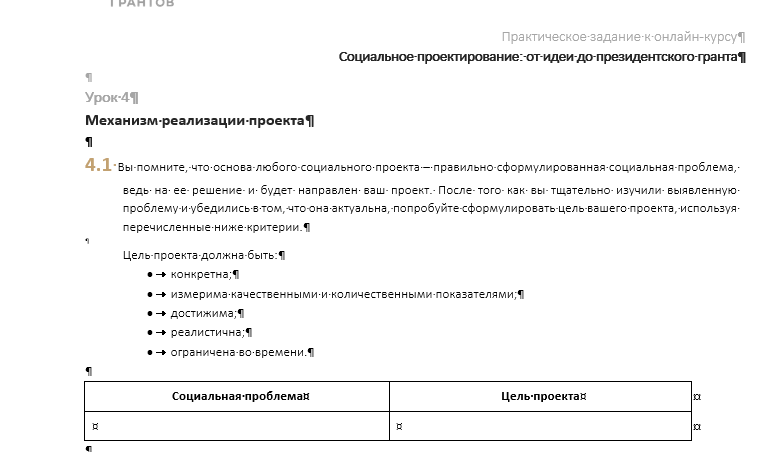 ГРАНТОВ
Практическое задание к онлайн-курсу¶
Социальное проектирование: от идеи до президентского гранта¶
¶
Урок 4¶
Механизм реализации проекта¶
¶
4.1 Вы помните, что основа любого социального проекта — правильно сформулированная социальная проблема,
ведь на ее решение и будет направлен ваш проект. После того как вы тщательно изучили выявленную
проблему и убедились в том, что она актуальна, попробуйте сформулировать цель вашего проекта, используя
перечисленные ниже критерии.¶
¶
Цель проекта должна быть:¶
● → конкретна;¶
● → измерима качественными и количественными показателями;¶
● → достижима;¶
● → реалистична;¶
● → ограничена во времени.¶
¶
Социальная проблема¤ Цель проекта¤ ¤
¤ ¤ ¤
¶